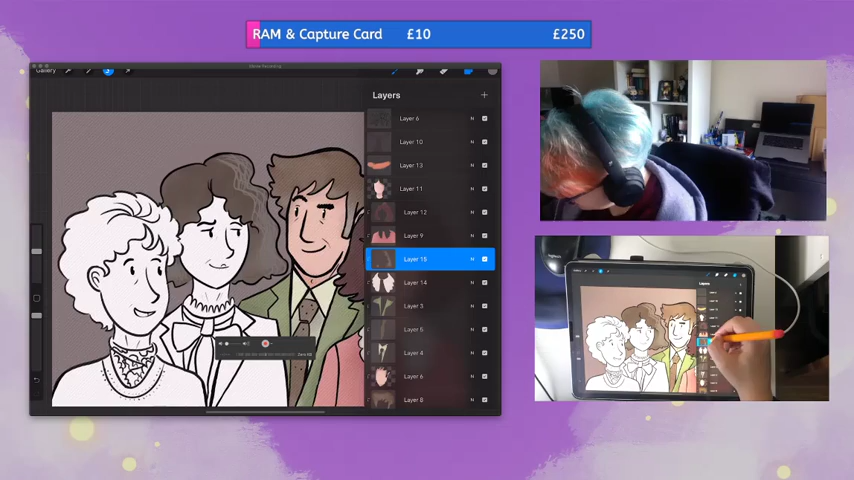 RAM & Capture Card £10 £250
Gallery
Layers
Layer 6 N
Layer 10 N
Layer 13 N
Layer 11 N
Layer 12 N
Layer 9 N
Layer 15 N
Layer 14 N
Layer 3 N
Layer 5 N
Layer 4 N
Layer 6 N
Layer 8 N